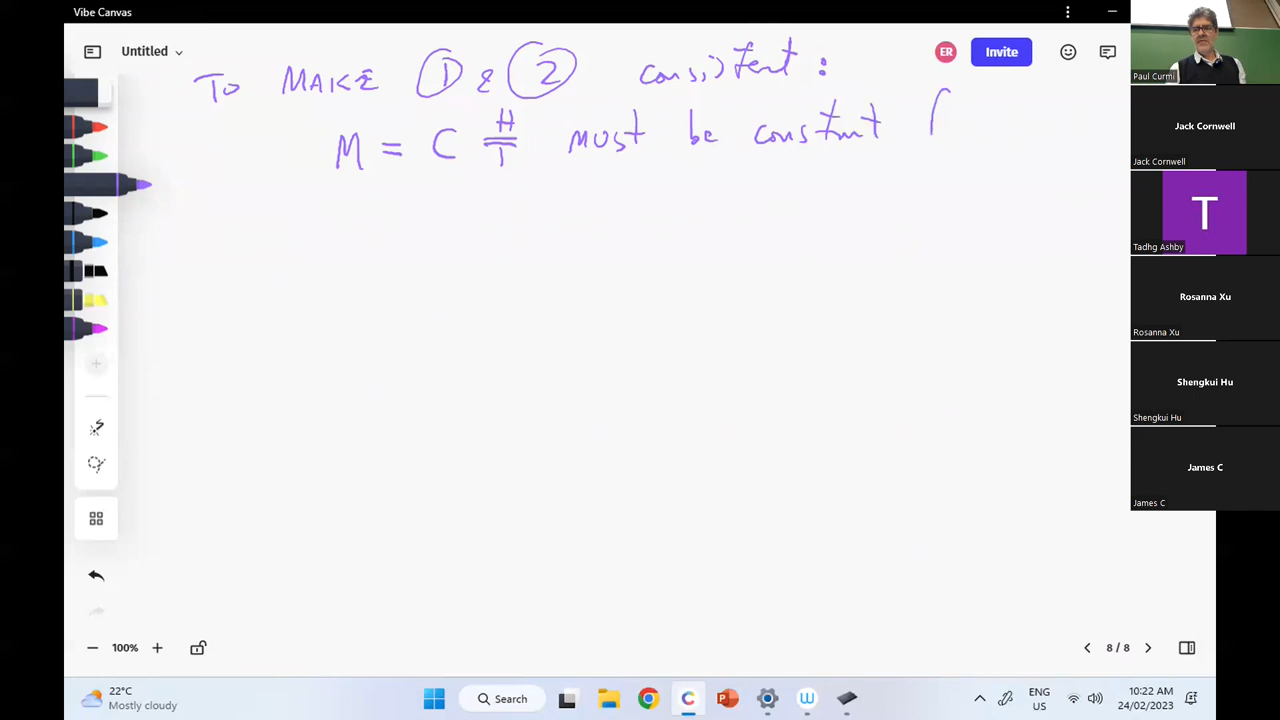 Vibe Canvas
Untitled
ER
Invite
To MAKE ① & ② consistent :
M = C H/T must be constant (
Paul Curmi
Jack Cornwell
Jack Cornwell
T
Tadhg Ashby
Rosanna Xu
Rosanna Xu
Shengkui Hu
Shengkui Hu
James C
James C
100%
8 / 8
22°C
Mostly cloudy
Search
ENG
US
10:22 AM
24/02/2023